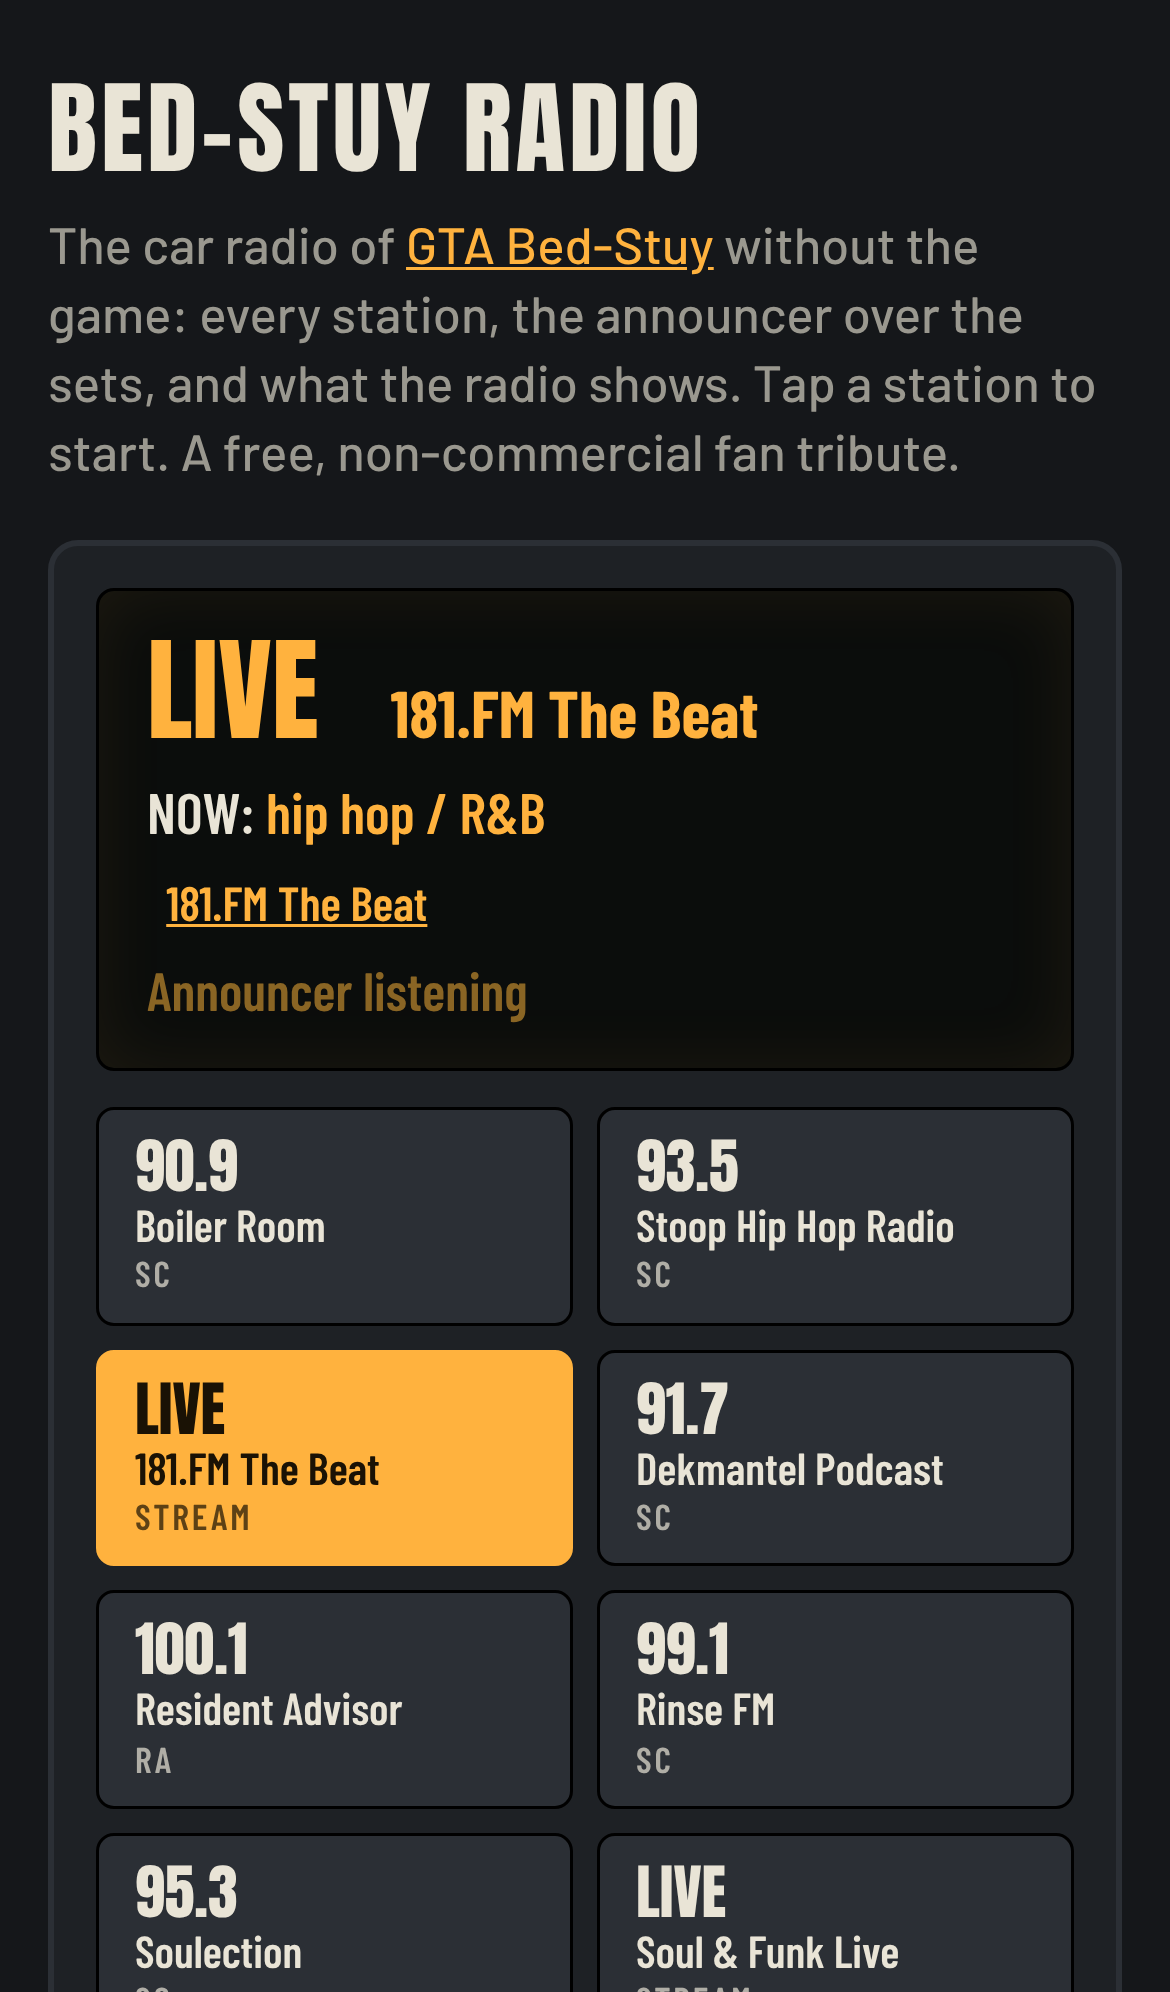 BED-STUY RADIO
The car radio of GTA Bed-Stuy without the
game: every station, the announcer over the
sets, and what the radio shows. Tap a station to
start. A free, non-commercial fan tribute.
LIVE 181.FM The Beat
NOW: hip hop / R&B
181.FM The Beat
Announcer listening
90.9
Boiler Room
SC
93.5
Stoop Hip Hop Radio
SC
LIVE
181.FM The Beat
STREAM
91.7
Dekmantel Podcast
SC
100.1
Resident Advisor
RA
99.1
Rinse FM
SC
95.3
Soulection
LIVE
Soul & Funk Live